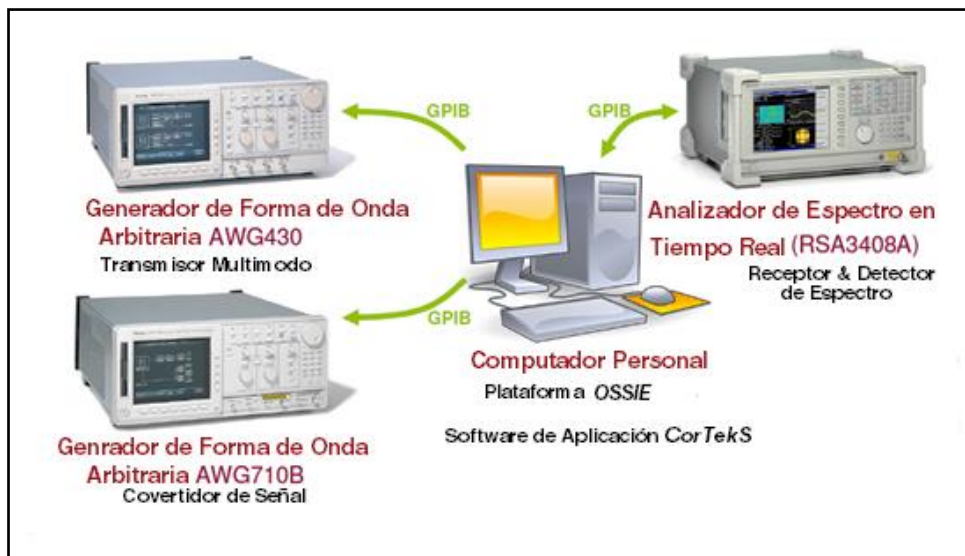 GPIB
GPIB
Generador de Forma de Onda
Arbitraria AWG430
Transmisor Multimodo
Analizador de Espectro en
Tiempo Real (RSA3408A)
Receptor & Detector
de Espectro
GPIB
Computador Personal
Plataforma OSSIE
Software de Aplicación CorTekS
Genrador de Forma de Onda
Arbitraria AWG710B
Covertidor de Señal